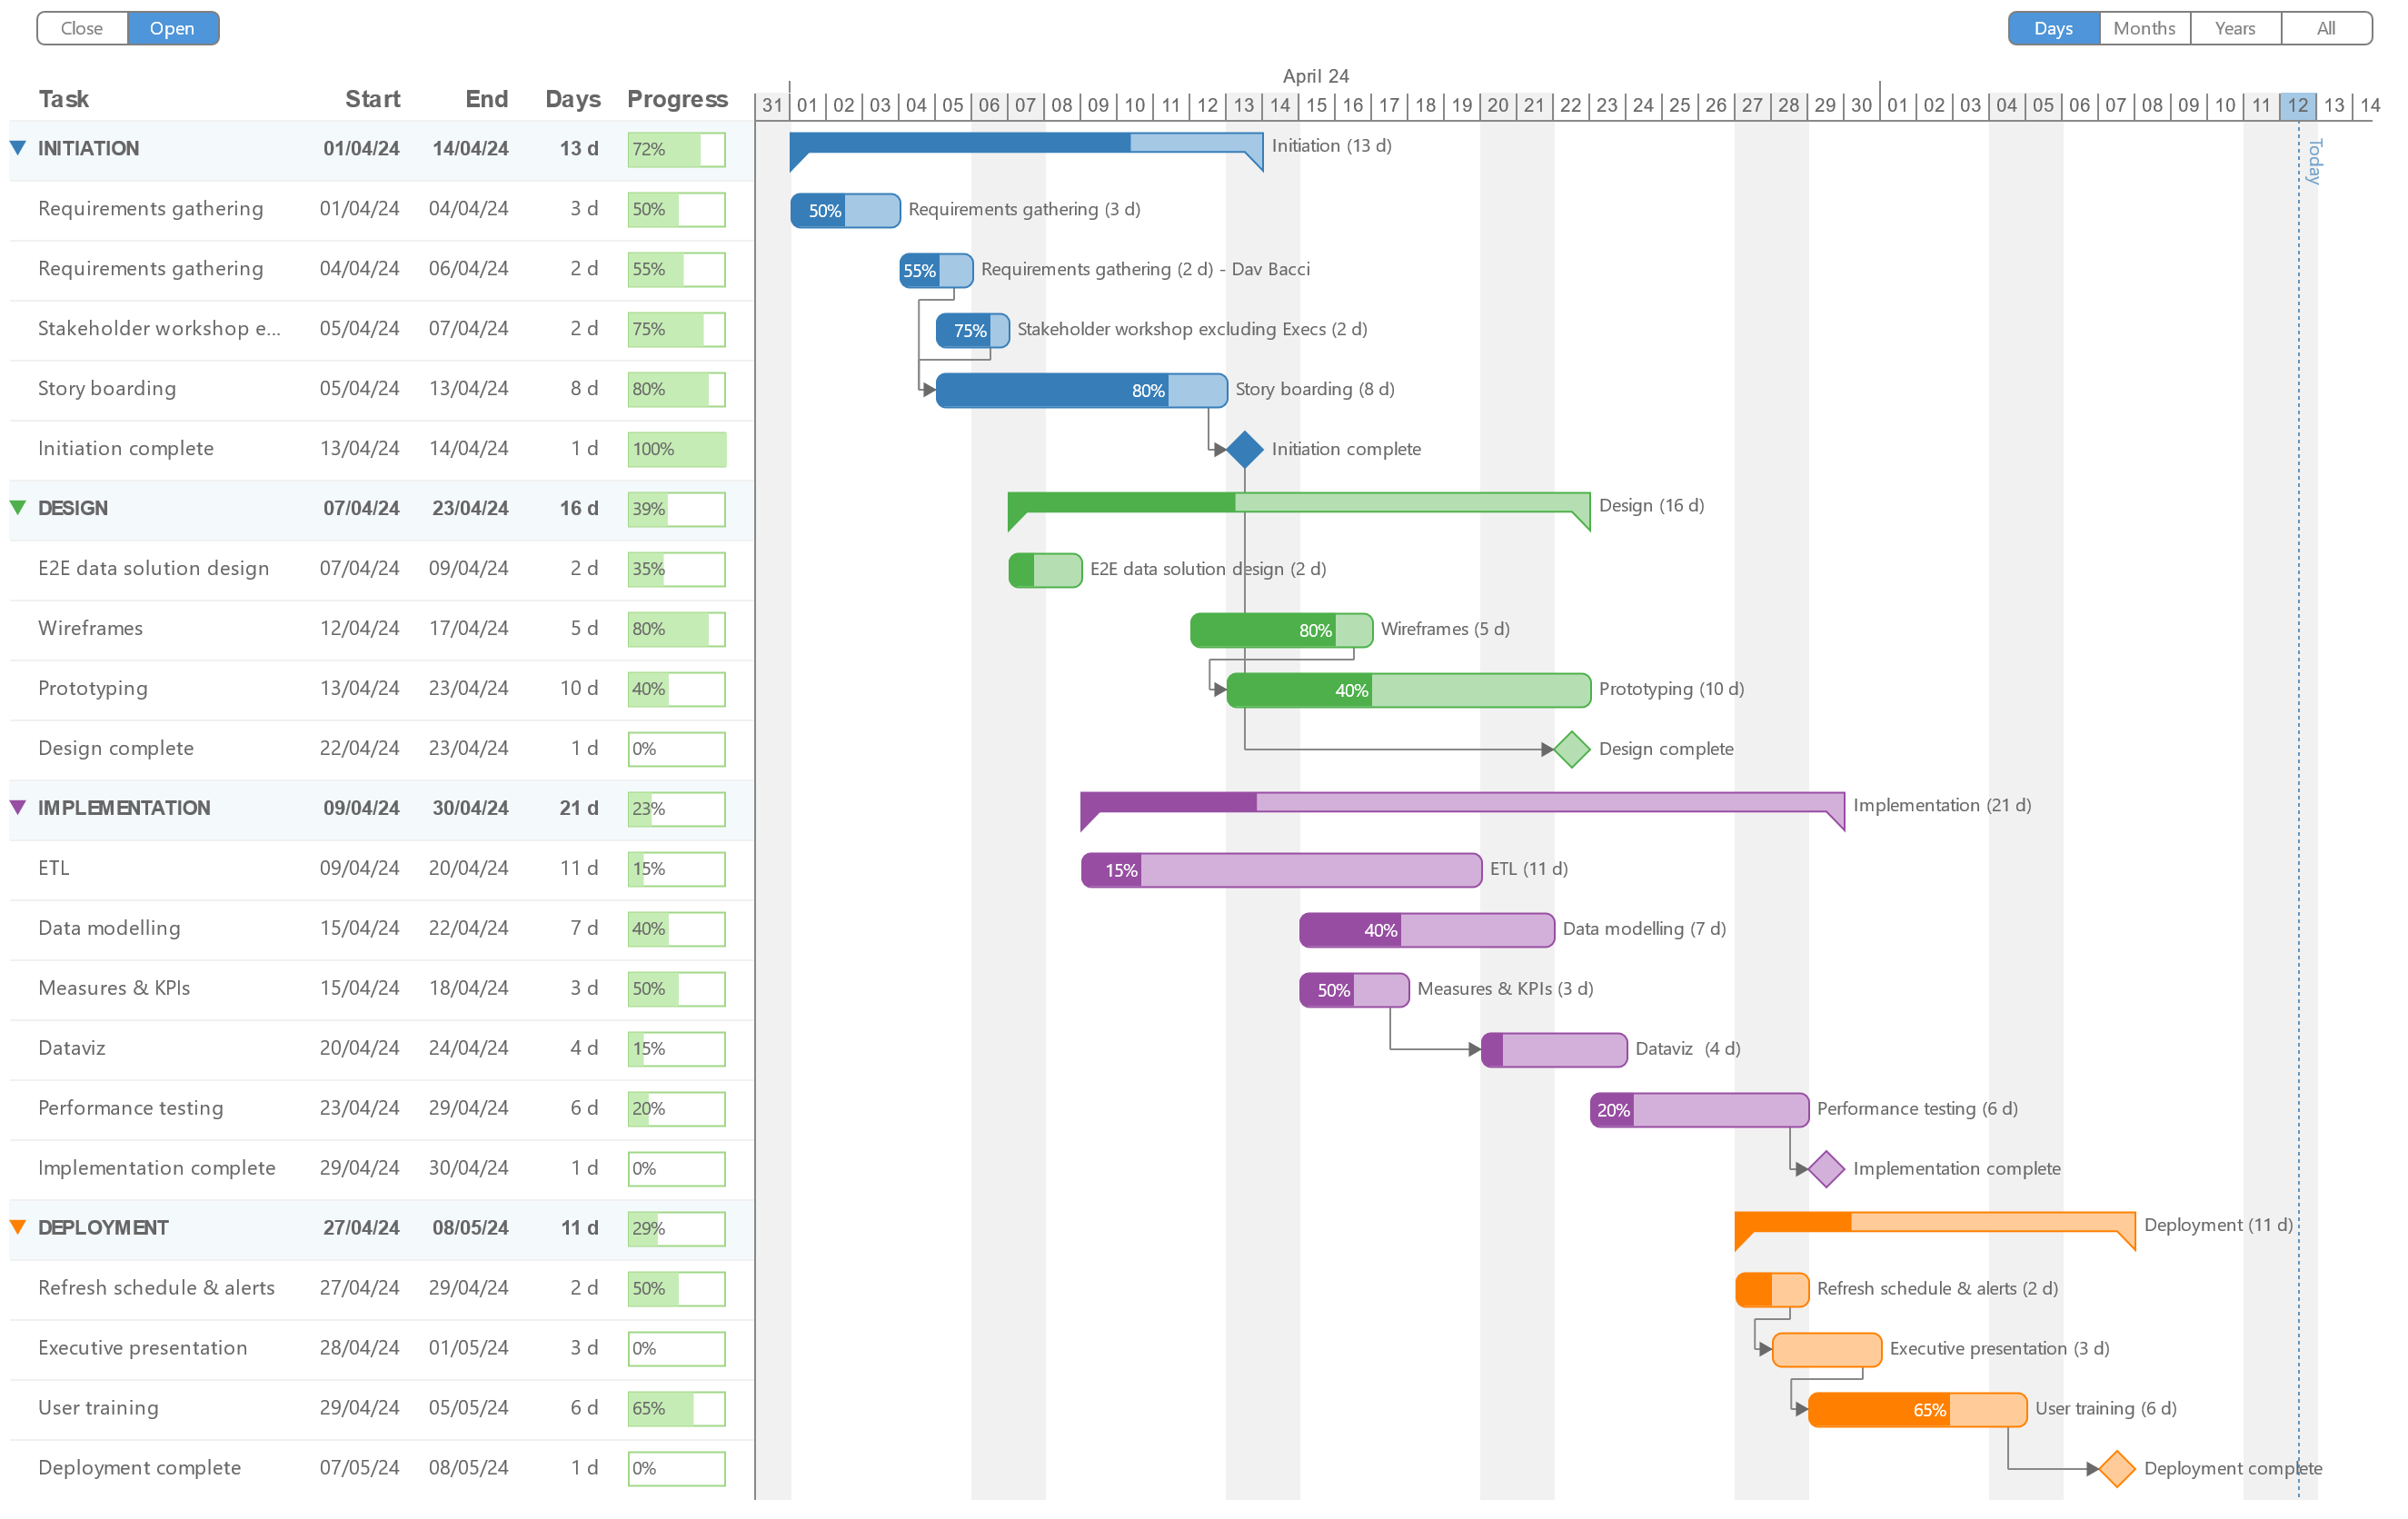 Close Open Days Months Years All
April 24
Task Start End Days Progress 31 01 02 03 04 05 06 07 08 09 10 11 12 13 14 15 16 17 18 19 20 21 22 23 24 25 26 27 28 29 30 01 02 03 04 05 06 07 08 09 10 11 12 13 14
INITIATION 01/04/24 14/04/24 13 d 72% Initiation (13 d) Today
Requirements gathering 01/04/24 04/04/24 3 d 50% 50% Requirements gathering (3 d)
Requirements gathering 04/04/24 06/04/24 2 d 55% 55% Requirements gathering (2 d) - Dav Bacci
Stakeholder workshop e... 05/04/24 07/04/24 2 d 75% 75% Stakeholder workshop excluding Execs (2 d)
Story boarding 05/04/24 13/04/24 8 d 80% 80% Story boarding (8 d)
Initiation complete 13/04/24 14/04/24 1 d 100% Initiation complete
DESIGN 07/04/24 23/04/24 16 d 39% Design (16 d)
E2E data solution design 07/04/24 09/04/24 2 d 35% E2E data solution design (2 d)
Wireframes 12/04/24 17/04/24 5 d 80% 80% Wireframes (5 d)
Prototyping 13/04/24 23/04/24 10 d 40% 40% Prototyping (10 d)
Design complete 22/04/24 23/04/24 1 d 0% Design complete
IMPLEMENTATION 09/04/24 30/04/24 21 d 23% Implementation (21 d)
ETL 09/04/24 20/04/24 11 d 15% 15% ETL (11 d)
Data modelling 15/04/24 22/04/24 7 d 40% 40% Data modelling (7 d)
Measures & KPIs 15/04/24 18/04/24 3 d 50% 50% Measures & KPIs (3 d)
Dataviz 20/04/24 24/04/24 4 d 15% Dataviz (4 d)
Performance testing 23/04/24 29/04/24 6 d 20% 20% Performance testing (6 d)
Implementation complete 29/04/24 30/04/24 1 d 0% Implementation complete
DEPLOYMENT 27/04/24 08/05/24 11 d 29% Deployment (11 d)
Refresh schedule & alerts 27/04/24 29/04/24 2 d 50% Refresh schedule & alerts (2 d)
Executive presentation 28/04/24 01/05/24 3 d 0% Executive presentation (3 d)
User training 29/04/24 05/05/24 6 d 65% 65% User training (6 d)
Deployment complete 07/05/24 08/05/24 1 d 0% Deployment complete